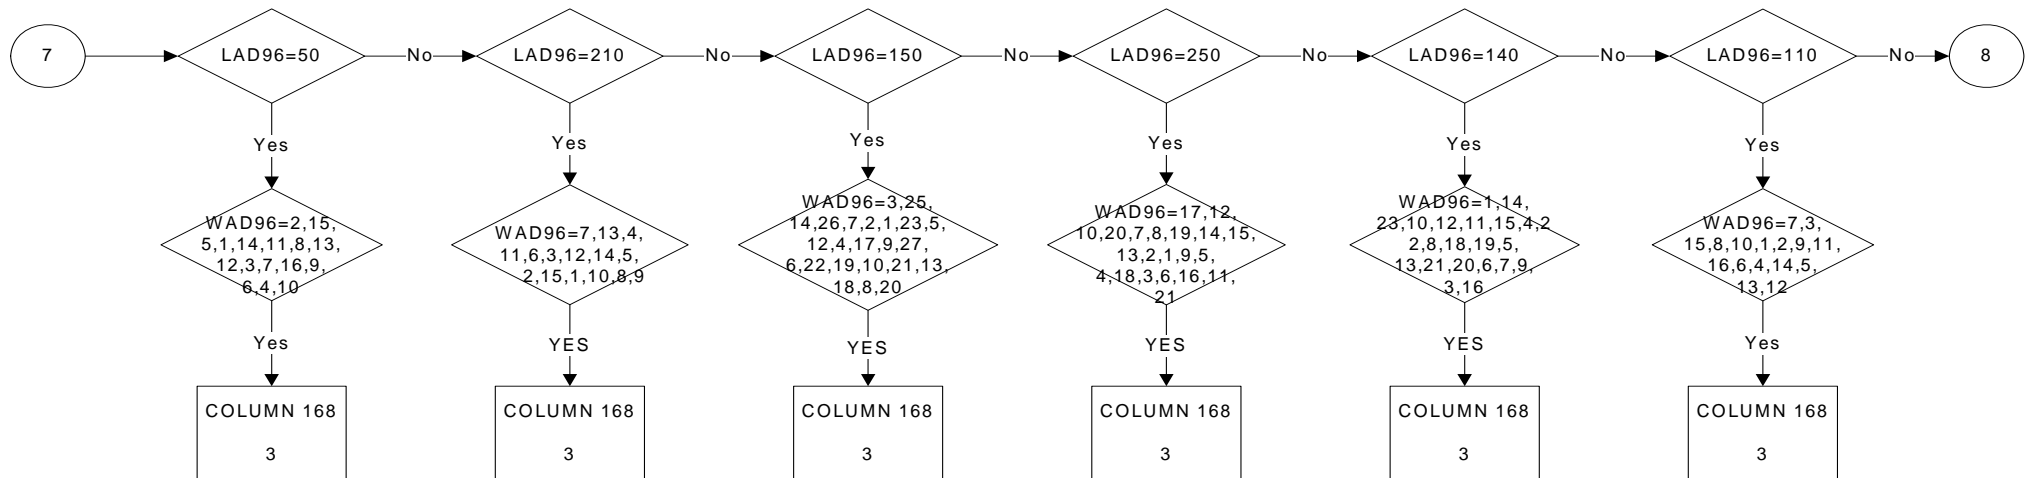 7
LAD96=50
No
LAD96=210
No
LAD96=150
No
LAD96=250
No
LAD96=140
No
LAD96=110
No
8
Yes
Yes
Yes
Yes
Yes
Yes
WAD96=2,15,
5,1,14,11,8,13,
12,3,7,16,9,
6,4,10
WAD96=7,13,4,
11,6,3,12,14,5,
2,15,1,10,8,9
WAD96=3,25,
14,26,7,2,1,23,5,
12,4,17,9,27,
6,22,19,10,21,13,
18,8,20
WAD96=17,12,
10,20,7,8,19,14,15,
13,2,1,9,5,
4,18,3,6,16,11,
21
WAD96=1,14,
23,10,12,11,15,4,2
2,8,18,19,5,
13,21,20,6,7,9,
3,16
WAD96=7,3,
15,8,10,1,2,9,11,
16,6,4,14,5,
13,12
Yes
YES
YES
YES
YES
Yes
COLUMN 168
3
COLUMN 168
3
COLUMN 168
3
COLUMN 168
3
COLUMN 168
3
COLUMN 168
3